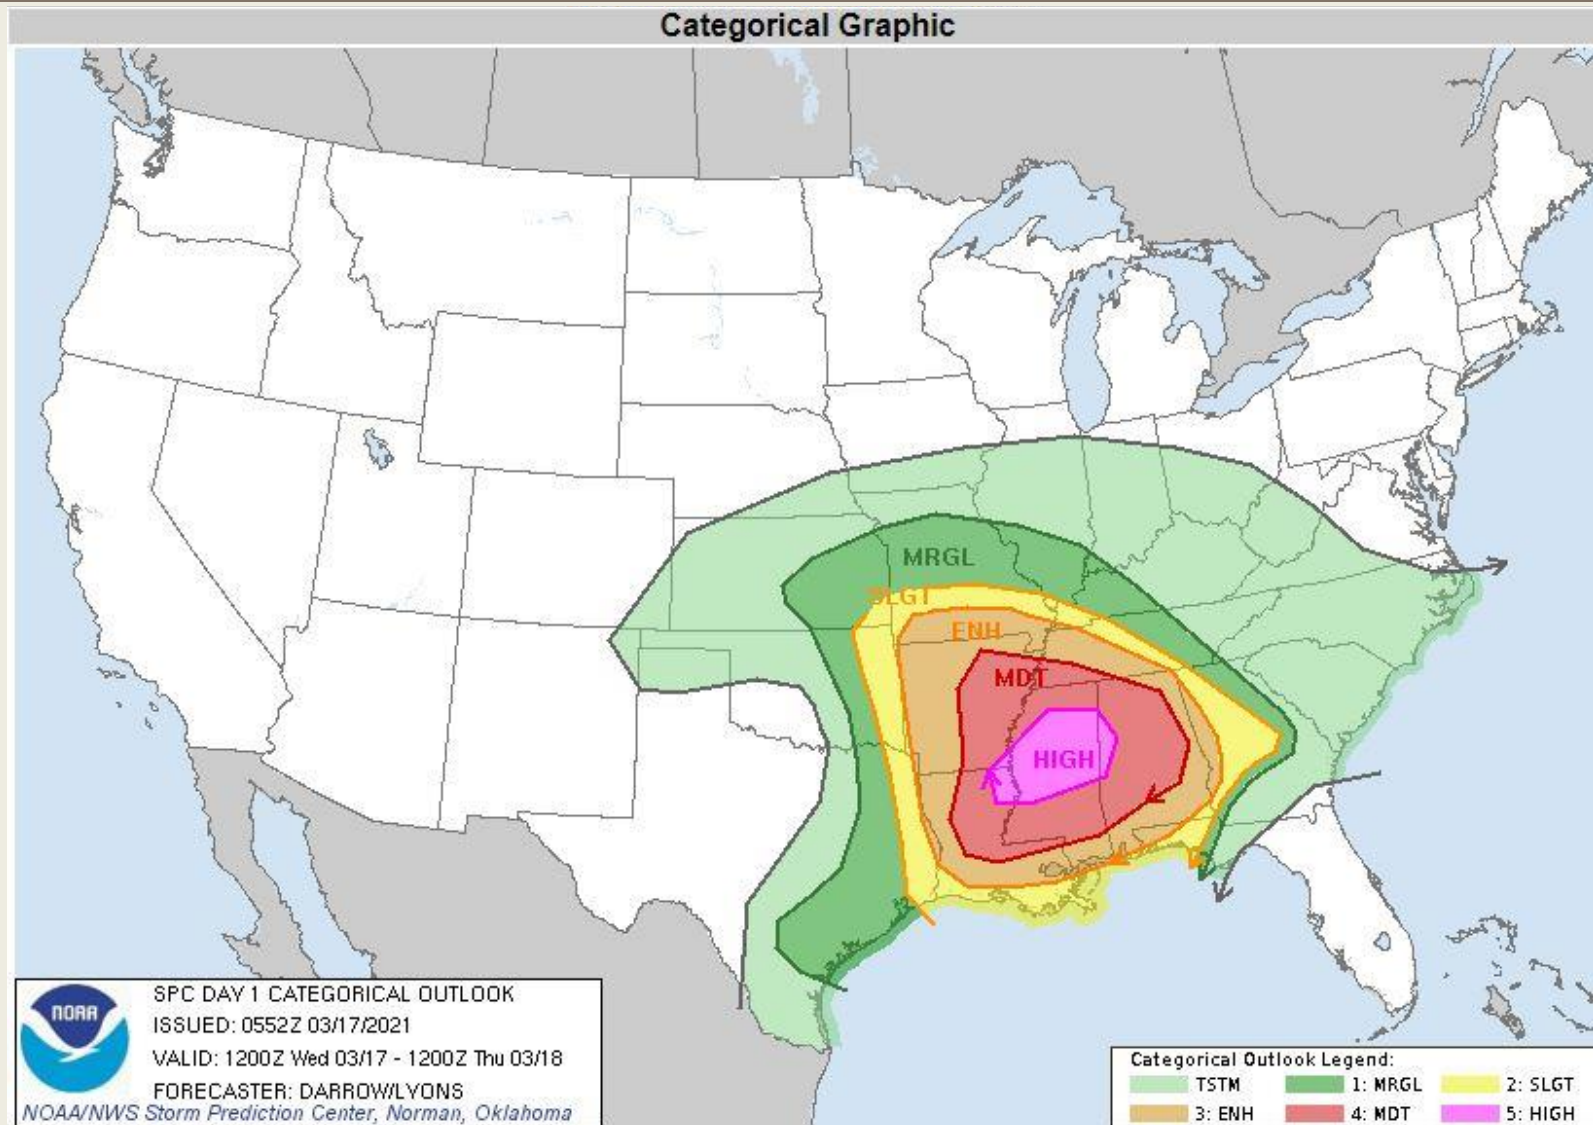 Categorical Graphic
MRGL
SLGT
ENH
MDT
HIGH
NOAA
SPC DAY 1 CATEGORICAL OUTLOOK
ISSUED: 0552Z 03/17/2021
VALID: 1200Z Wed 03/17 - 1200Z Thu 03/18
FORECASTER: DARROW/LYONS
NOAA/NWS Storm Prediction Center, Norman, Oklahoma
Categorical Outlook Legend:
TSTM 1: MRGL 2: SLGT
3: ENH 4: MDT 5: HIGH